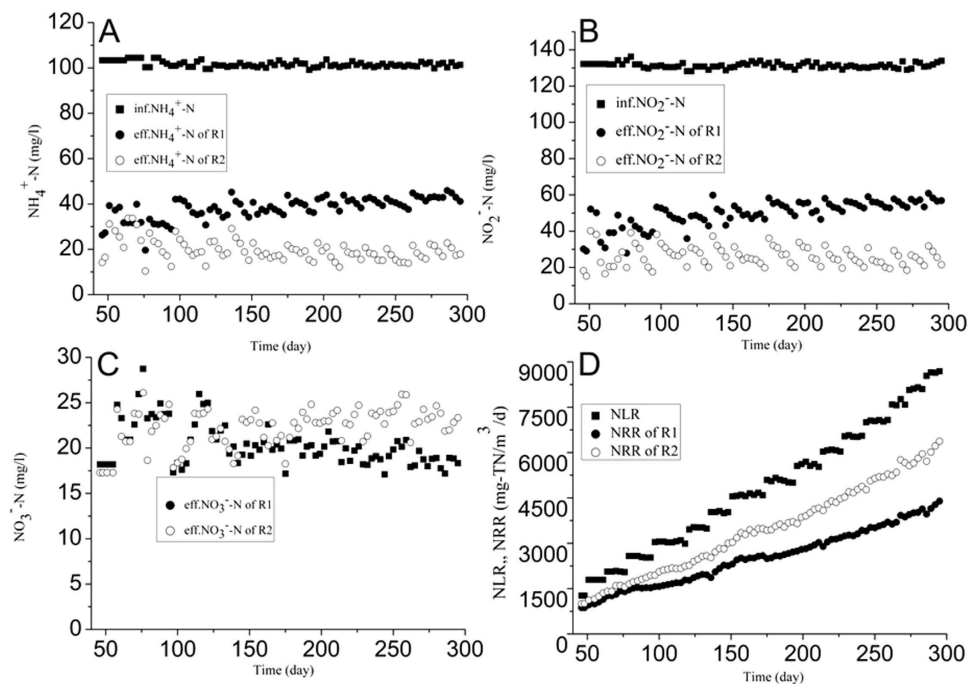 A
120
100
80
60
40
20
0
NH4+-N (mg/l)
inf.NH4+-N
eff.NH4+-N of R1
eff.NH4+-N of R2
50 100 150 200 250 300
Time (day)
B
140
120
100
80
60
40
20
0
NO2--N (mg/l)
inf.NO2--N
eff.NO2--N of R1
eff.NO2--N of R2
50 100 150 200 250 300
Time (day)
C
30
25
20
15
10
5
0
NO3--N (mg/l)
eff.NO3--N of R1
eff.NO3--N of R2
50 100 150 200 250 300
Time (day)
D
9000
7500
6000
4500
3000
1500
0
NLR,, NRR (mg-TN/m3/d)
NLR
NRR of R1
NRR of R2
50 100 150 200 250 300
Time (day)